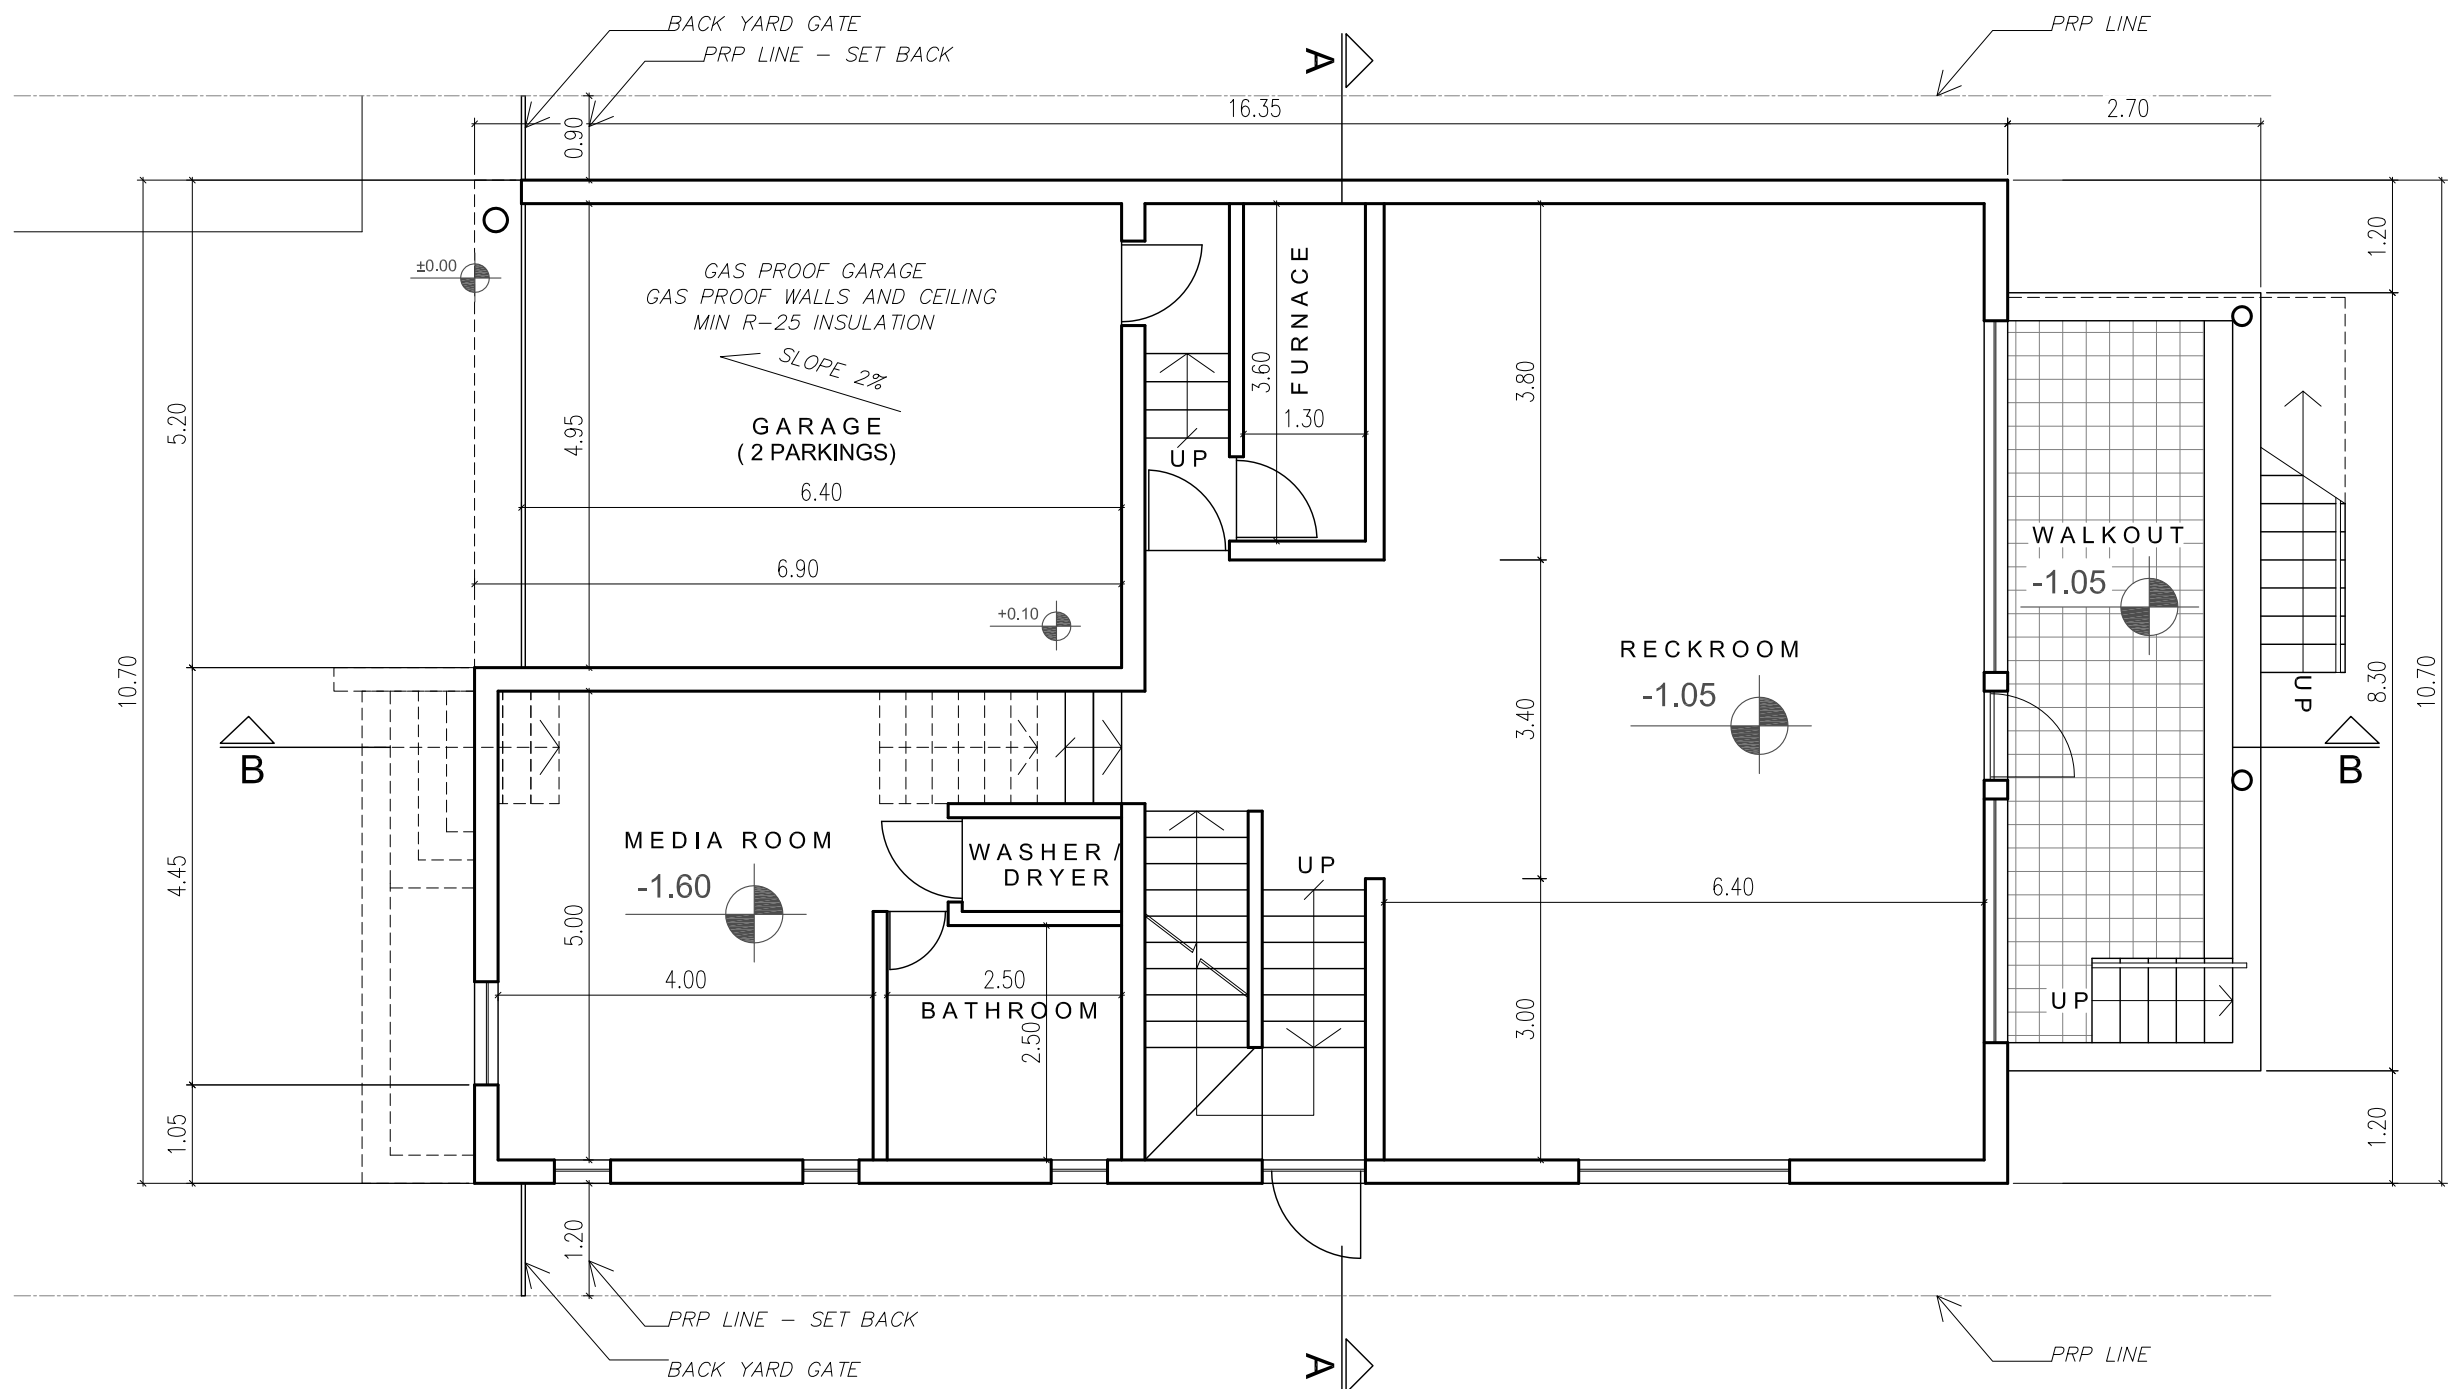 BACK YARD GATE
PRP LINE - SET BACK
A
PRP LINE
16.35
2.70
0.90
1.20
±0.00
GAS PROOF GARAGE
GAS PROOF WALLS AND CEILING
MIN R-25 INSULATION
SLOPE 2%
GARAGE
( 2 PARKINGS)
FURNACE
3.60
1.30
3.80
5.20
4.95
UP
6.40
6.90
WALKOUT
-1.05
+0.10
RECKROOM
-1.05
10.70
3.40
UP
8.30
10.70
B
B
MEDIA ROOM
-1.60
WASHER /
DRYER
UP
4.45
6.40
5.00
4.00
2.50
BATHROOM
2.50
3.00
UP
1.05
1.20
1.20
PRP LINE - SET BACK
BACK YARD GATE
A
PRP LINE